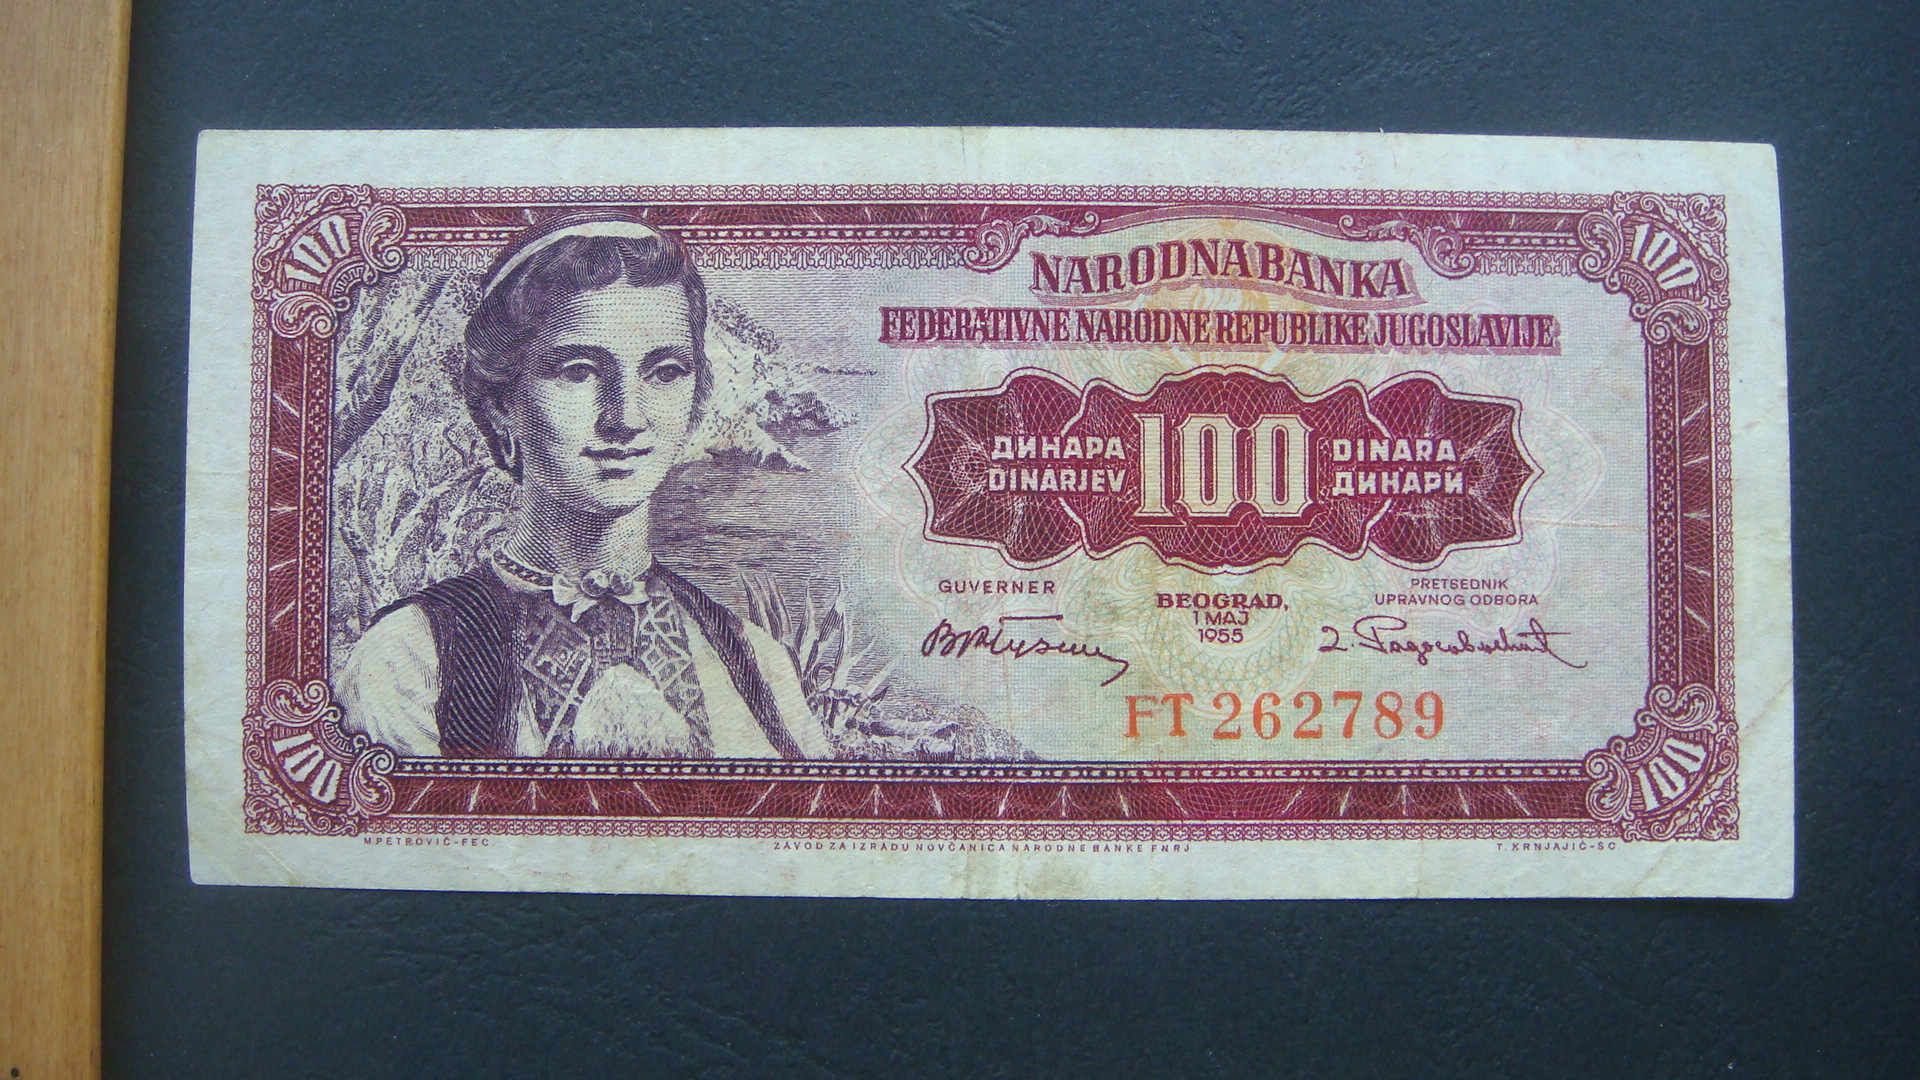 100
100
NARODNA BANKA
FEDERATIVNE NARODNE REPUBLIKE JUGOSLAVIJE
ДИНАРА 100 DINARA
DINARJEV ДИНАРИ
GUVERNER
PRETSEDNIK
UPRAVNOG ODBORA
BEOGRAD,
1 MAJ
1955
FT 262789
100
100
M PETROVIĆ-FEC
ZAVOD ZA IZRADU NOVČANICA NARODNE BANKE FNRJ
T. KRNJAJIĆ-SC